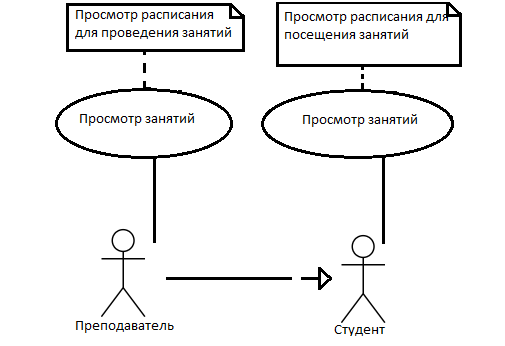 Просмотр расписания
для проведения занятий
Просмотр расписания для
посещения занятий
Просмотр занятий
Просмотр занятий
Преподаватель
Студент